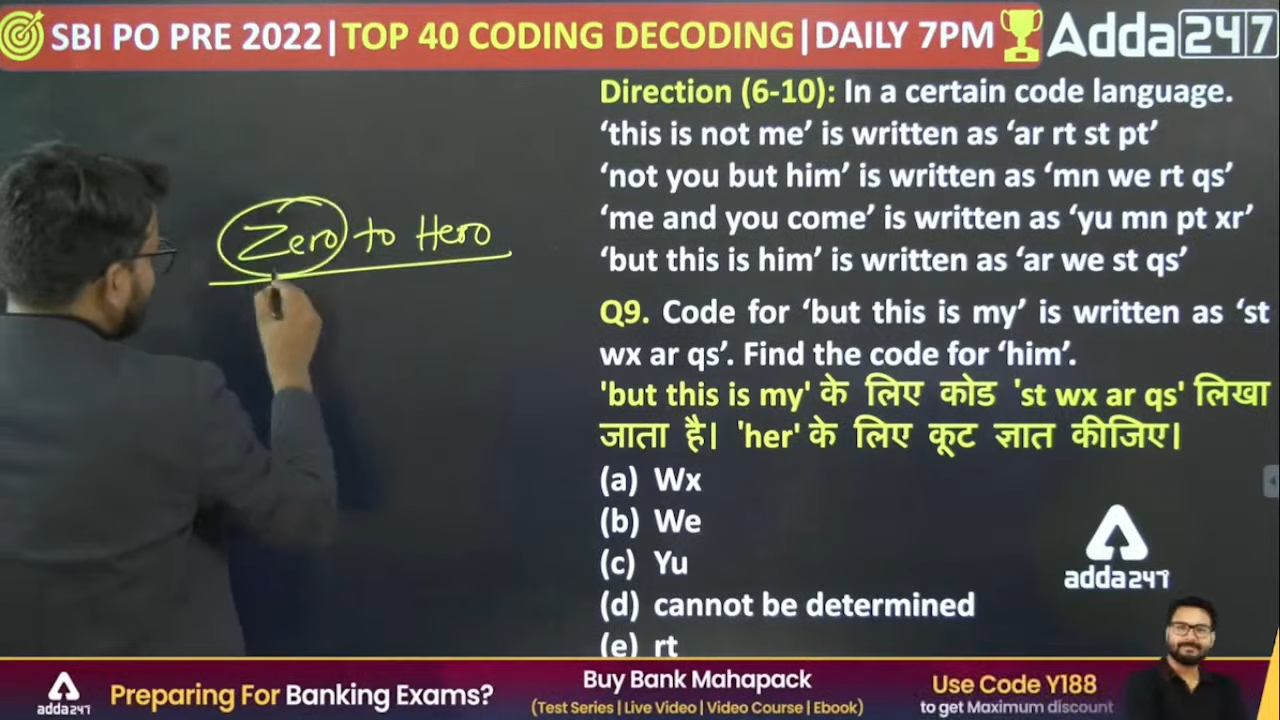 SBI PO PRE 2022|TOP 40 CODING DECODING|DAILY 7PM
Adda247
Direction (6-10): In a certain code language.
‘this is not me’ is written as ‘ar rt st pt’
‘not you but him’ is written as ‘mn we rt qs’
‘me and you come’ is written as ‘yu mn pt xr’
‘but this is him’ is written as ‘ar we st qs’
Zero to Hero
Q9. Code for ‘but this is my’ is written as ‘st
wx ar qs’. Find the code for ‘him’.
'but this is my' के लिए कोड 'st wx ar qs' लिखा
जाता है। 'her' के लिए कूट ज्ञात कीजिए।
(a) Wx
(b) We
(c) Yu
(d) cannot be determined
(e) rt
adda247
adda247
Preparing For Banking Exams?
Buy Bank Mahapack
(Test Series | Live Video | Video Course | Ebook)
Use Code Y188
to get Maximum discount